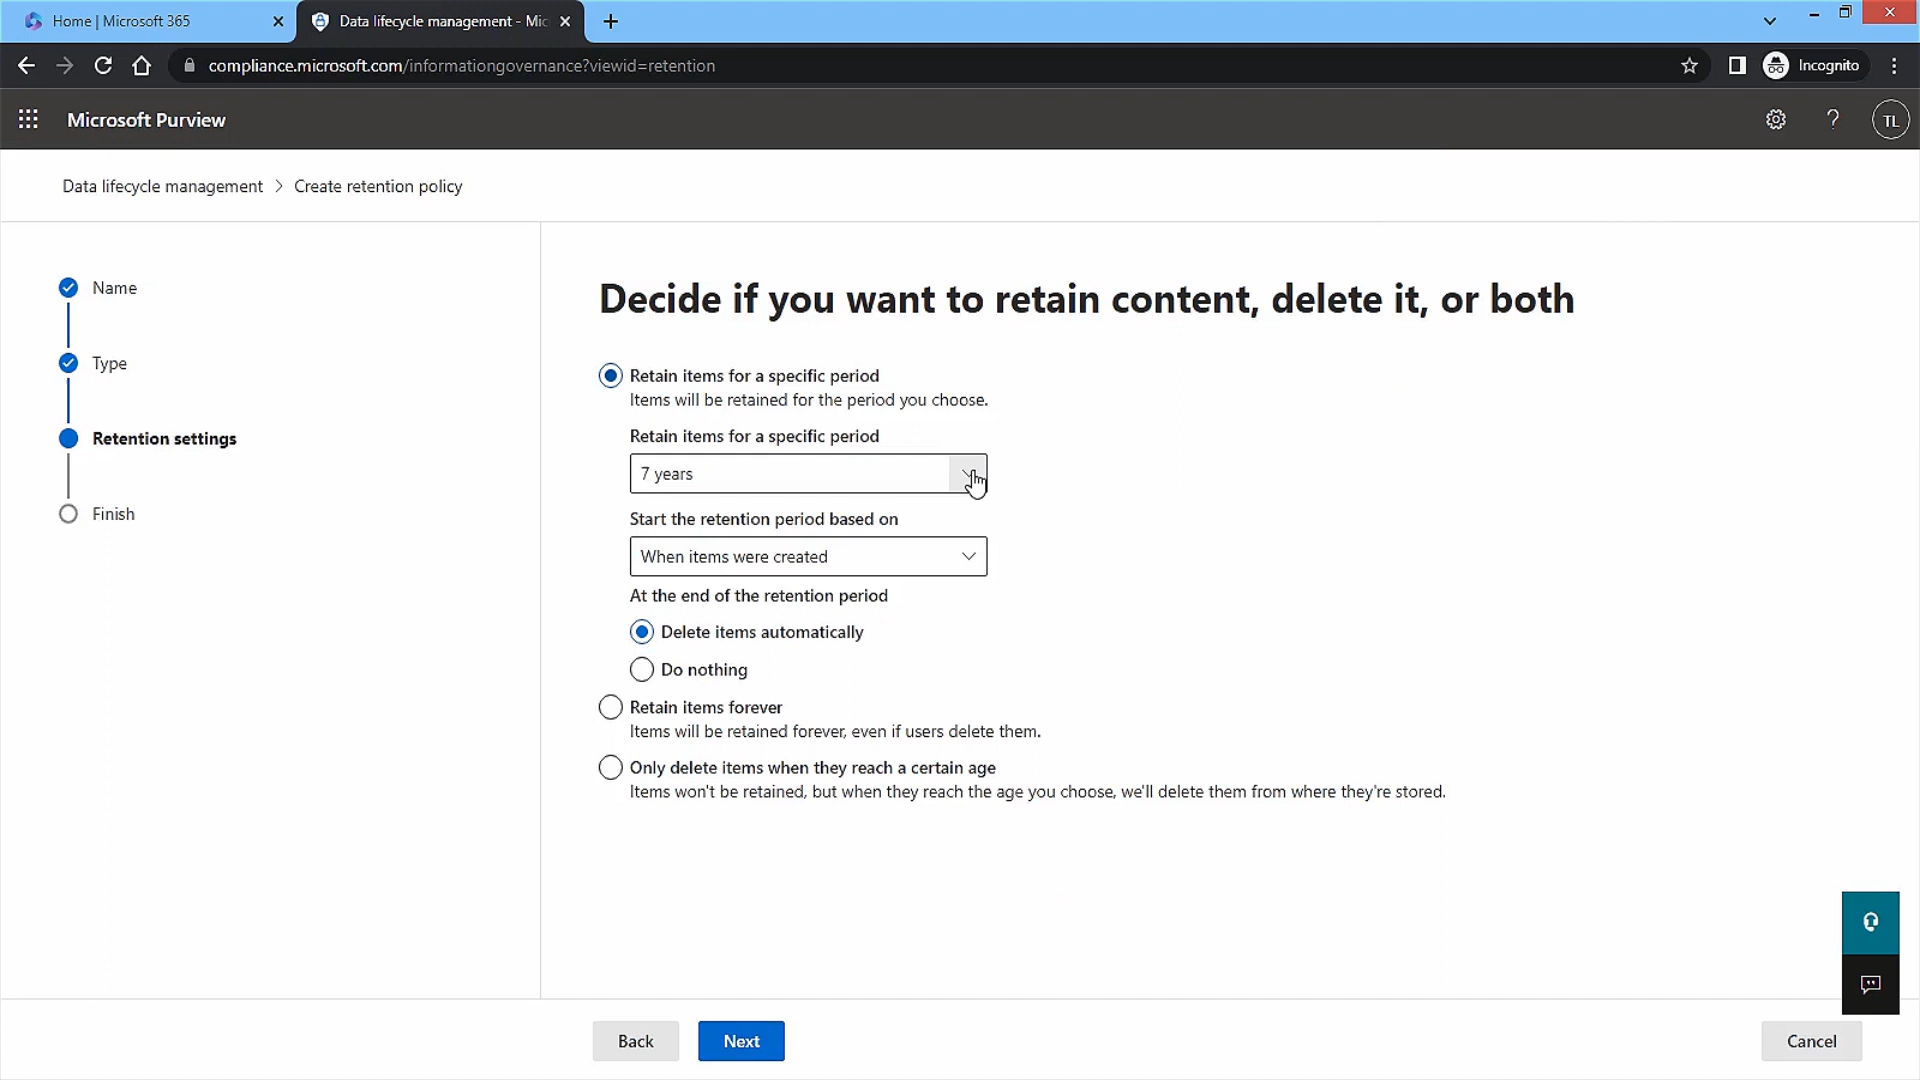 Home | Microsoft 365
Data lifecycle management - Mic
compliance.microsoft.com/informationgovernance?viewid=retention
Incognito
Microsoft Purview
?
TL
Data lifecycle management > Create retention policy
Name
Type
Retention settings
Finish
Decide if you want to retain content, delete it, or both
Retain items for a specific period
Items will be retained for the period you choose.
Retain items for a specific period
7 years
Start the retention period based on
When items were created
At the end of the retention period
Delete items automatically
Do nothing
Retain items forever
Items will be retained forever, even if users delete them.
Only delete items when they reach a certain age
Items won't be retained, but when they reach the age you choose, we'll delete them from where they're stored.
Back
Next
Cancel